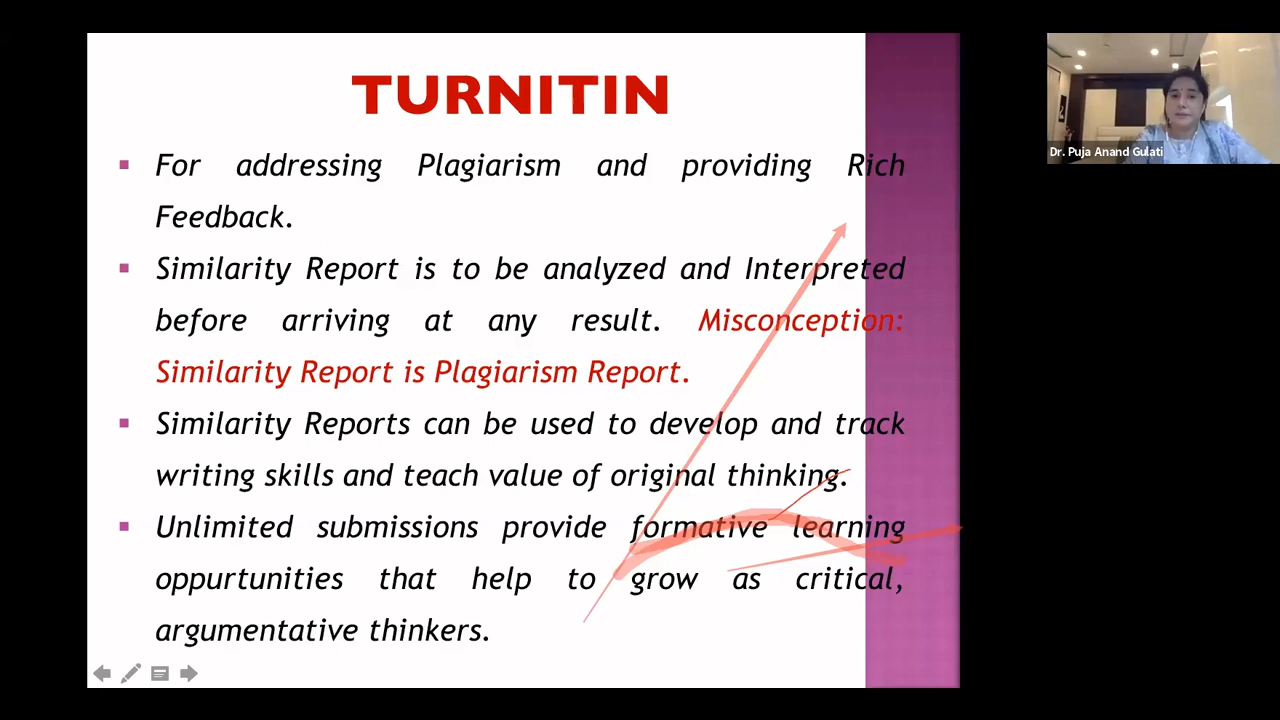 TURNITIN
For addressing Plagiarism and providing Rich
Feedback.
Similarity Report is to be analyzed and Interpreted
before arriving at any result. Misconception:
Similarity Report is Plagiarism Report.
Similarity Reports can be used to develop and track
writing skills and teach value of original thinking.
Unlimited submissions provide formative learning
oppurtunities that help to grow as critical,
argumentative thinkers.
Dr. Puja Anand Gulati